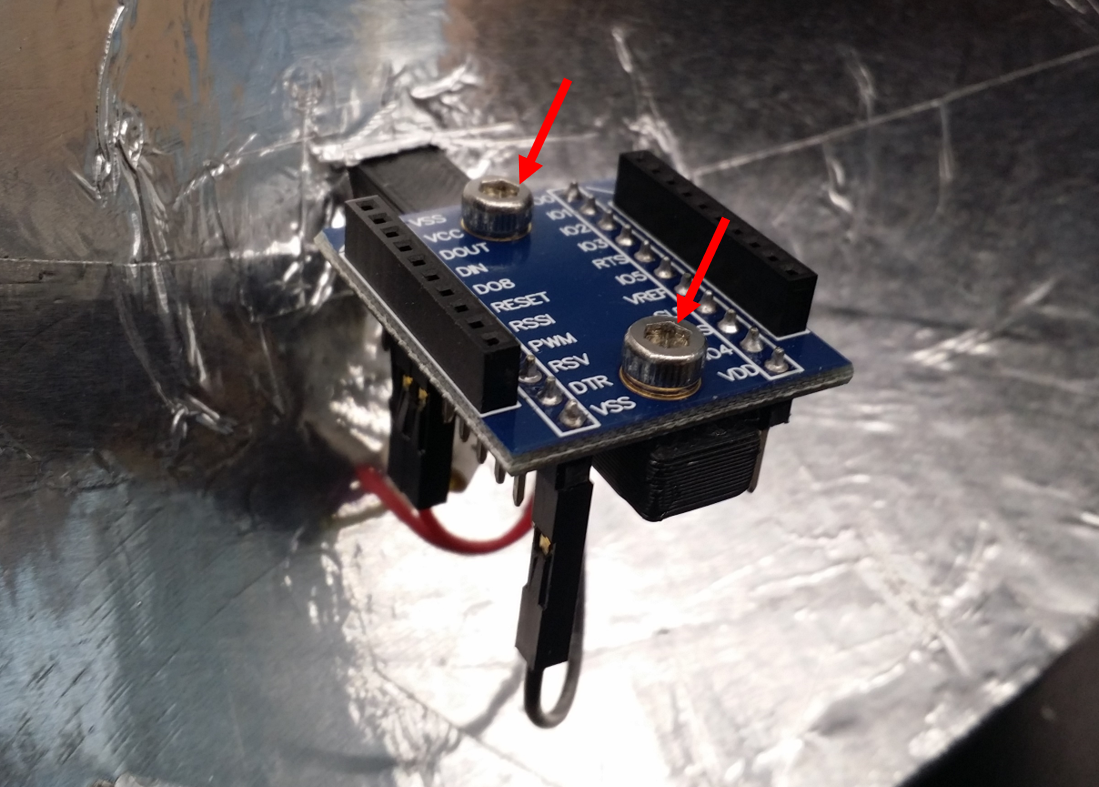 VSS
VCC
DOUT
DIN
DO8
RESET
RSSI
PWM
RSV
DTR
VSS
IO1
IO2
IO3
RTS
IO5
VREF
IO4
VDD